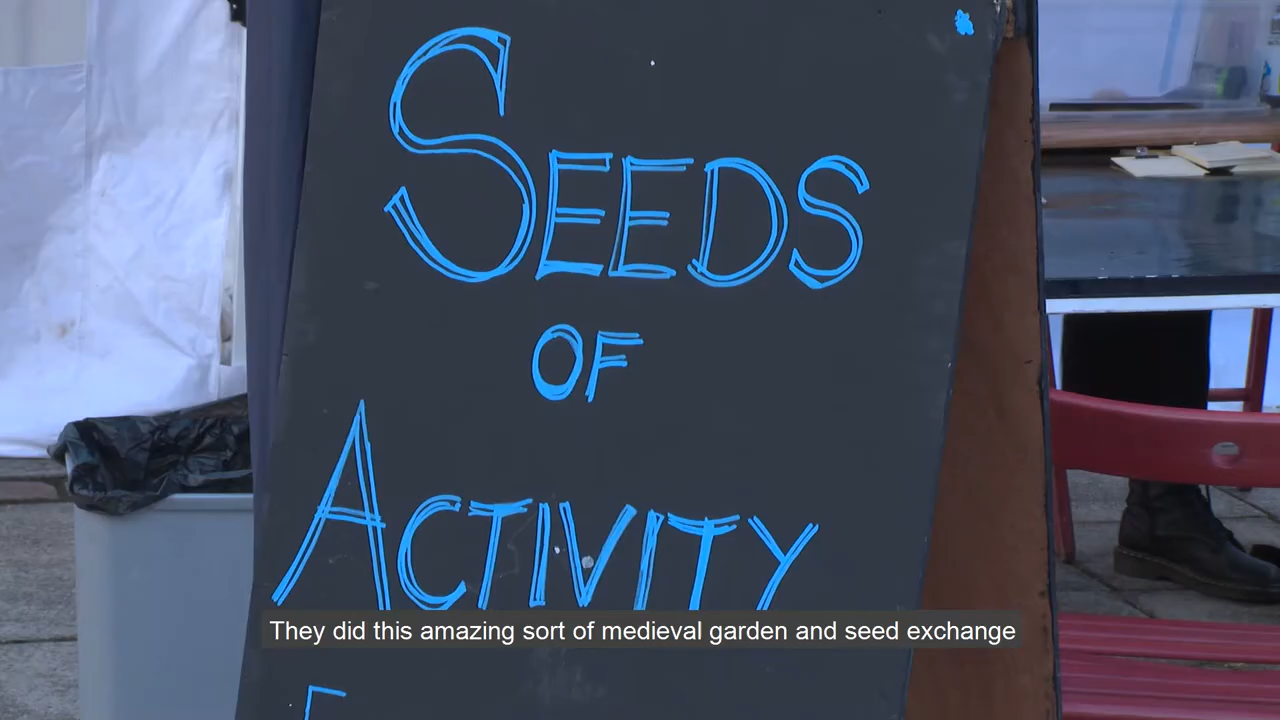 SEEDS
OF
ACTIVITY
They did this amazing sort of medieval garden and seed exchange